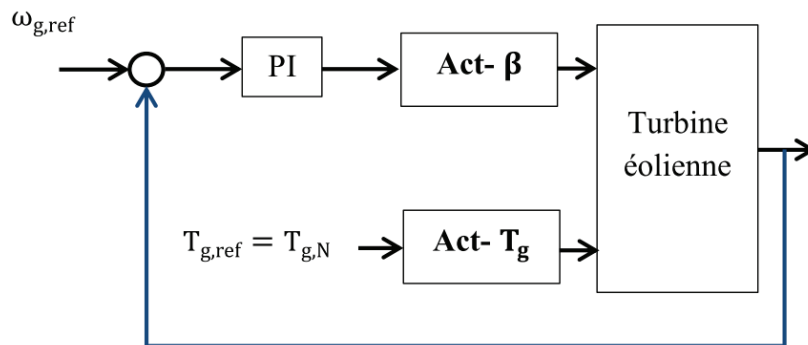 ω_g,ref
PI
Act- β
Turbine
éolienne
T_g,ref = T_g,N
Act- T_g